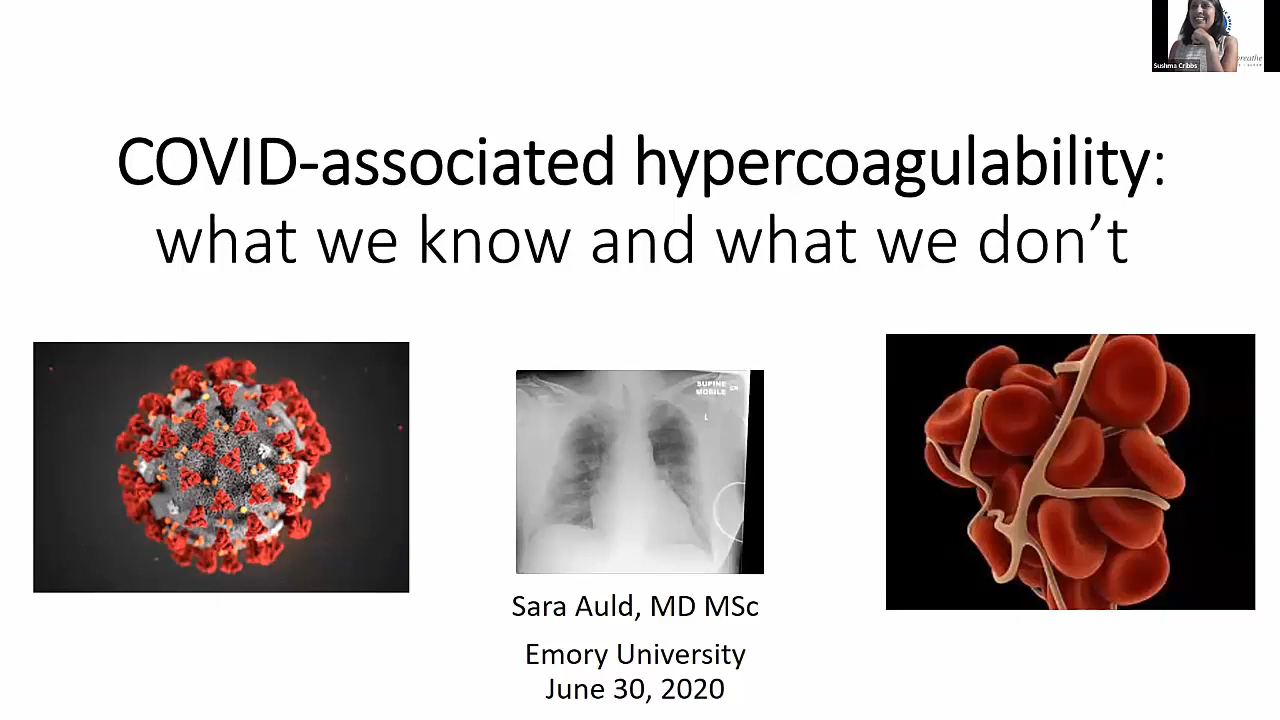 Sushma Cribbs
breathe
COVID-associated hypercoagulability:
what we know and what we don't
SUPINE
MOBILE
L
Sara Auld, MD MSc
Emory University
June 30, 2020